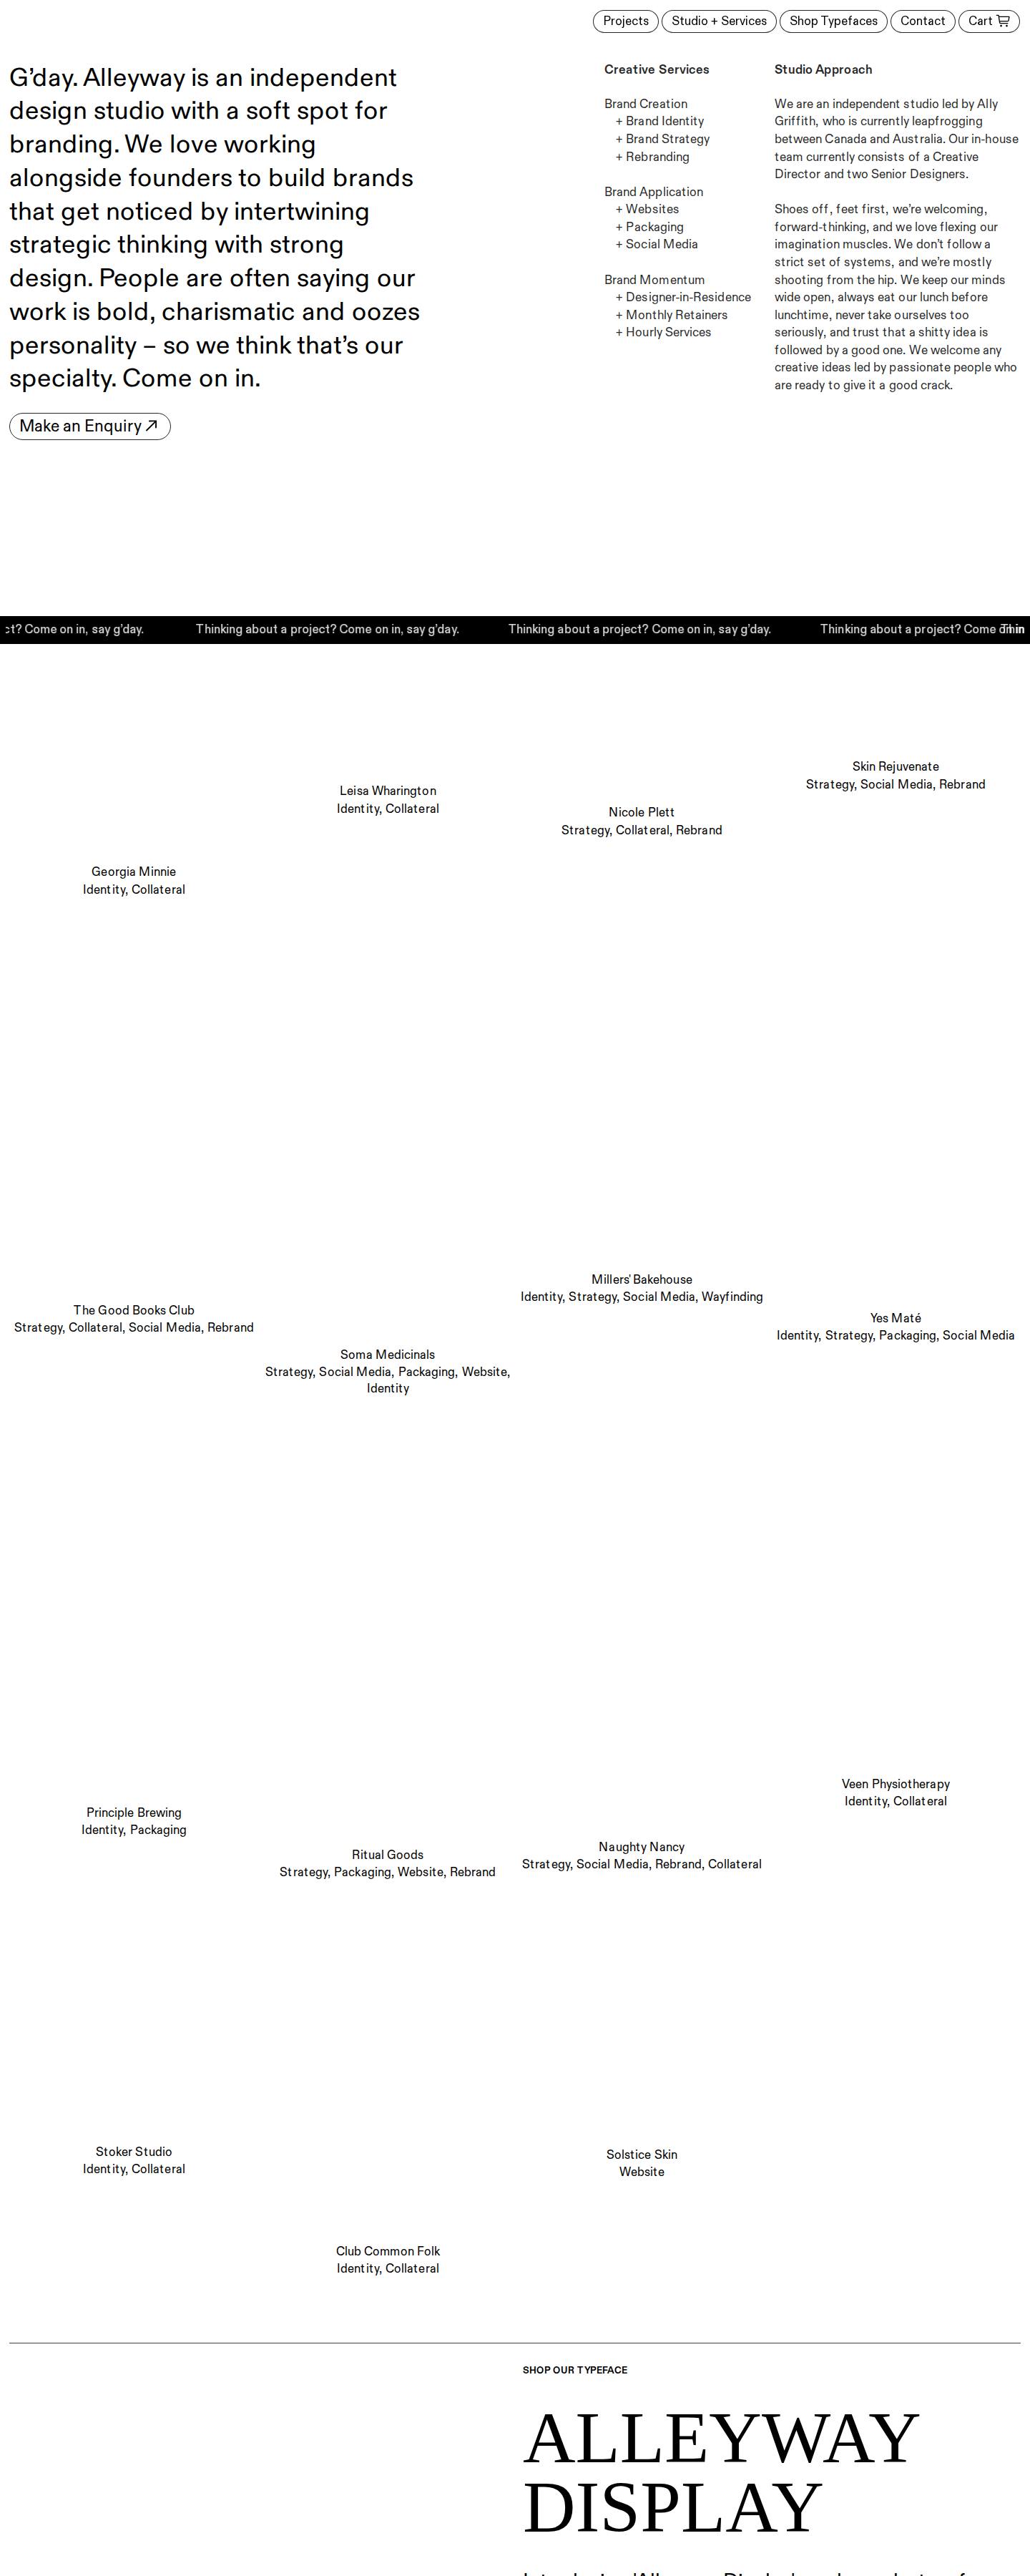 Projects
Studio + Services
Shop Typefaces
Contact
Cart
G’day. Alleyway is an independent
design studio with a soft spot for
branding. We love working
alongside founders to build brands
that get noticed by intertwining
strategic thinking with strong
design. People are often saying our
work is bold, charismatic and oozes
personality – so we think that’s our
specialty. Come on in.
Make an Enquiry
Creative Services
Brand Creation
+ Brand Identity
+ Brand Strategy
+ Rebranding
Brand Application
+ Websites
+ Packaging
+ Social Media
Brand Momentum
+ Designer-in-Residence
+ Monthly Retainers
+ Hourly Services
Studio Approach
We are an independent studio led by Ally
Griffith, who is currently leapfrogging
between Canada and Australia. Our in-house
team currently consists of a Creative
Director and two Senior Designers.
Shoes off, feet first, we’re welcoming,
forward-thinking, and we love flexing our
imagination muscles. We don’t follow a
strict set of systems, and we’re mostly
shooting from the hip. We keep our minds
wide open, always eat our lunch before
lunchtime, never take ourselves too
seriously, and trust that a shitty idea is
followed by a good one. We welcome any
creative ideas led by passionate people who
are ready to give it a good crack.
ct? Come on in, say g’day. Thinking about a project? Come on in, say g’day. Thinking about a project? Come on in, say g’day. Thinking about a project? Come
Skin Rejuvenate
Strategy, Social Media, Rebrand
Leisa Wharington
Identity, Collateral
Nicole Plett
Strategy, Collateral, Rebrand
Georgia Minnie
Identity, Collateral
Millers' Bakehouse
Identity, Strategy, Social Media, Wayfinding
The Good Books Club
Strategy, Collateral, Social Media, Rebrand
Yes Maté
Identity, Strategy, Packaging, Social Media
Soma Medicinals
Strategy, Social Media, Packaging, Website,
Identity
Veen Physiotherapy
Identity, Collateral
Principle Brewing
Identity, Packaging
Naughty Nancy
Strategy, Social Media, Rebrand, Collateral
Ritual Goods
Strategy, Packaging, Website, Rebrand
Stoker Studio
Identity, Collateral
Solstice Skin
Website
Club Common Folk
Identity, Collateral
SHOP OUR TYPEFACE
ALLEYWAY
DISPLAY